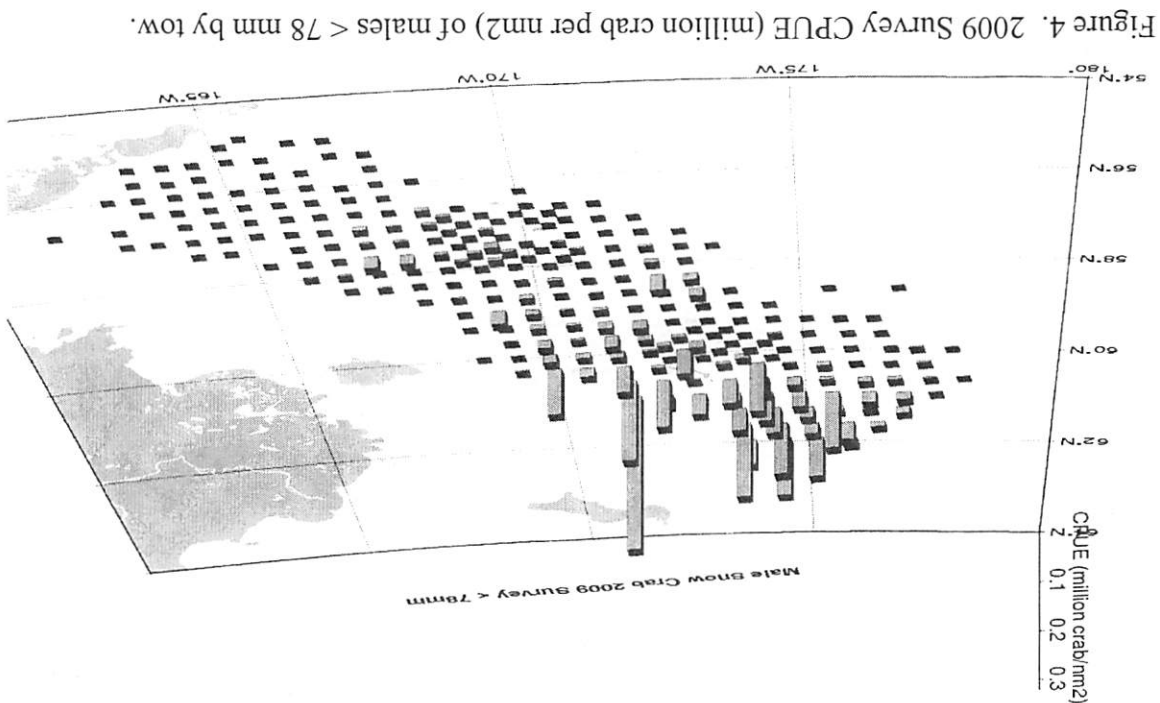 Figure 4. 2009 Survey CPUE (million crab per nm2) of males < 78 mm by tow.
180°
175°W
170°W
165°W
54°N
56°N
58°N
60°N
62°N
Male Snow Crab 2009 Survey < 78mm
CPUE (million crab/nm2)
0.1
0.2
0.3